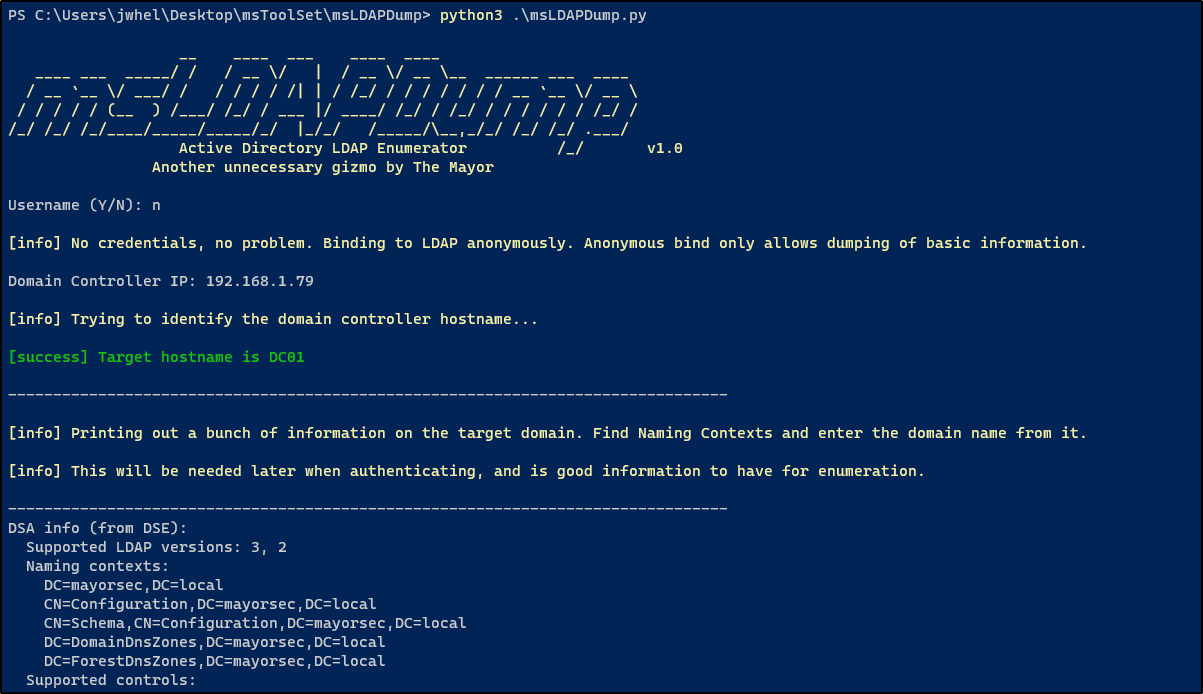 PS C:\Users\jwhel\Desktop\msToolSet\msLDAPDump> python3 .\msLDAPDump.py
msLDAPDump
Active Directory LDAP Enumerator v1.0
Another unnecessary gizmo by The Mayor
Username (Y/N): n
[info] No credentials, no problem. Binding to LDAP anonymously. Anonymous bind only allows dumping of basic information.
Domain Controller IP: 192.168.1.79
[info] Trying to identify the domain controller hostname...
[success] Target hostname is DC01
--------------------------------------------------------------------------------
[info] Printing out a bunch of information on the target domain. Find Naming Contexts and enter the domain name from it.
[info] This will be needed later when authenticating, and is good information to have for enumeration.
--------------------------------------------------------------------------------
DSA info (from DSE):
Supported LDAP versions: 3, 2
Naming contexts:
DC=mayorsec,DC=local
CN=Configuration,DC=mayorsec,DC=local
CN=Schema,CN=Configuration,DC=mayorsec,DC=local
DC=DomainDnsZones,DC=mayorsec,DC=local
DC=ForestDnsZones,DC=mayorsec,DC=local
Supported controls: